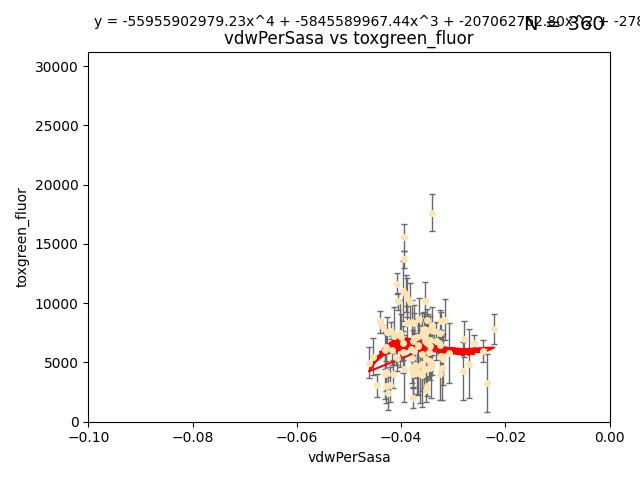 y = -55955902979.23x^4 + -5845589967.44x^3 + -207062752.80x^2 + -278
N = 360
vdwPerSasa vs toxgreen_fluor
30000
25000
20000
15000
10000
5000
0
toxgreen_fluor
−0.10 −0.08 −0.06 −0.04 −0.02 0.00
vdwPerSasa